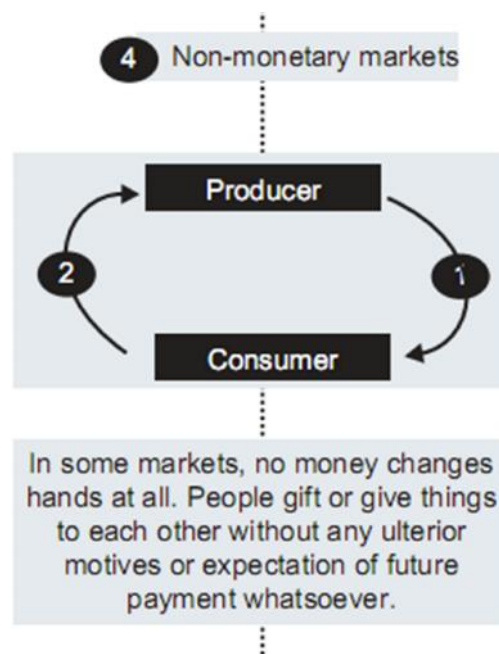 4 Non-monetary markets
Producer
2
1
Consumer
In some markets, no money changes
hands at all. People gift or give things
to each other without any ulterior
motives or expectation of future
payment whatsoever.